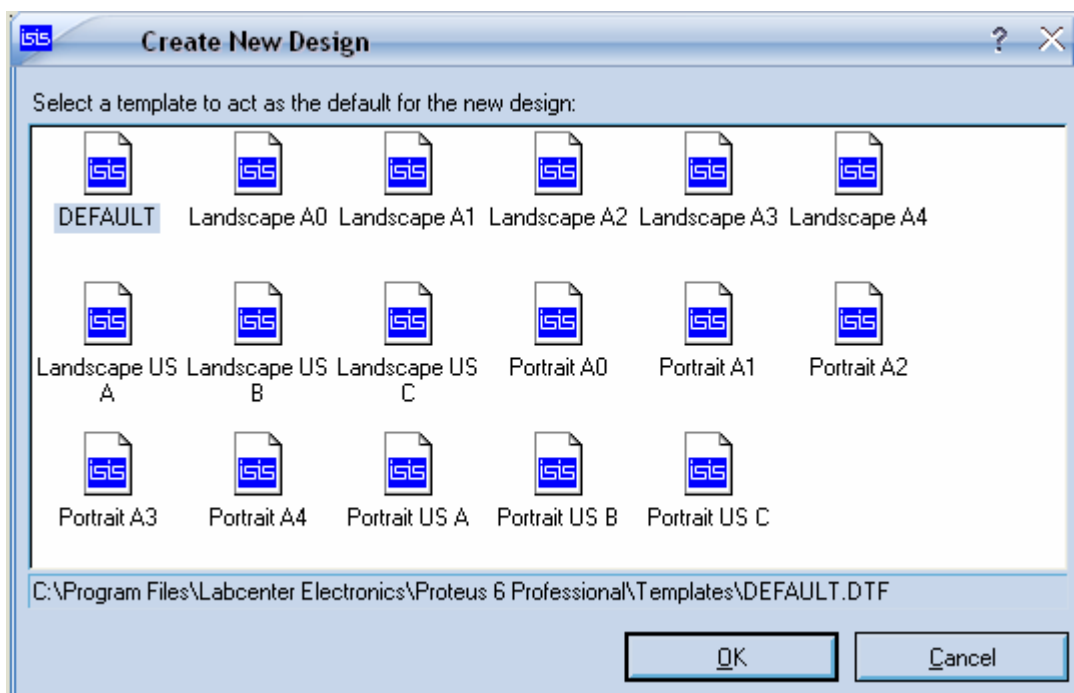 isis Create New Design ?
Select a template to act as the default for the new design:
isis isis isis isis isis isis
DEFAULT Landscape A0 Landscape A1 Landscape A2 Landscape A3 Landscape A4
isis isis isis isis isis isis
Landscape US A Landscape US B Landscape US C Portrait A0 Portrait A1 Portrait A2
isis isis isis isis isis
Portrait A3 Portrait A4 Portrait US A Portrait US B Portrait US C
C:\Program Files\Labcenter Electronics\Proteus 6 Professional\Templates\DEFAULT.DTF
OK Cancel